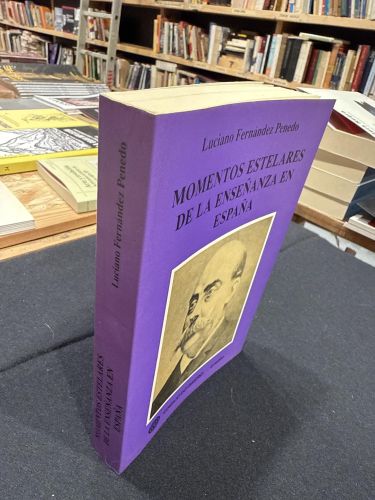 Luciano Fernández Penedo
MOMENTOS ESTELARES
DE LA ENSEÑANZA EN
ESPAÑA
Luciano Fernández Penedo
MOMENTOS ESTELARES
DE LA ENSEÑANZA EN
ESPAÑA